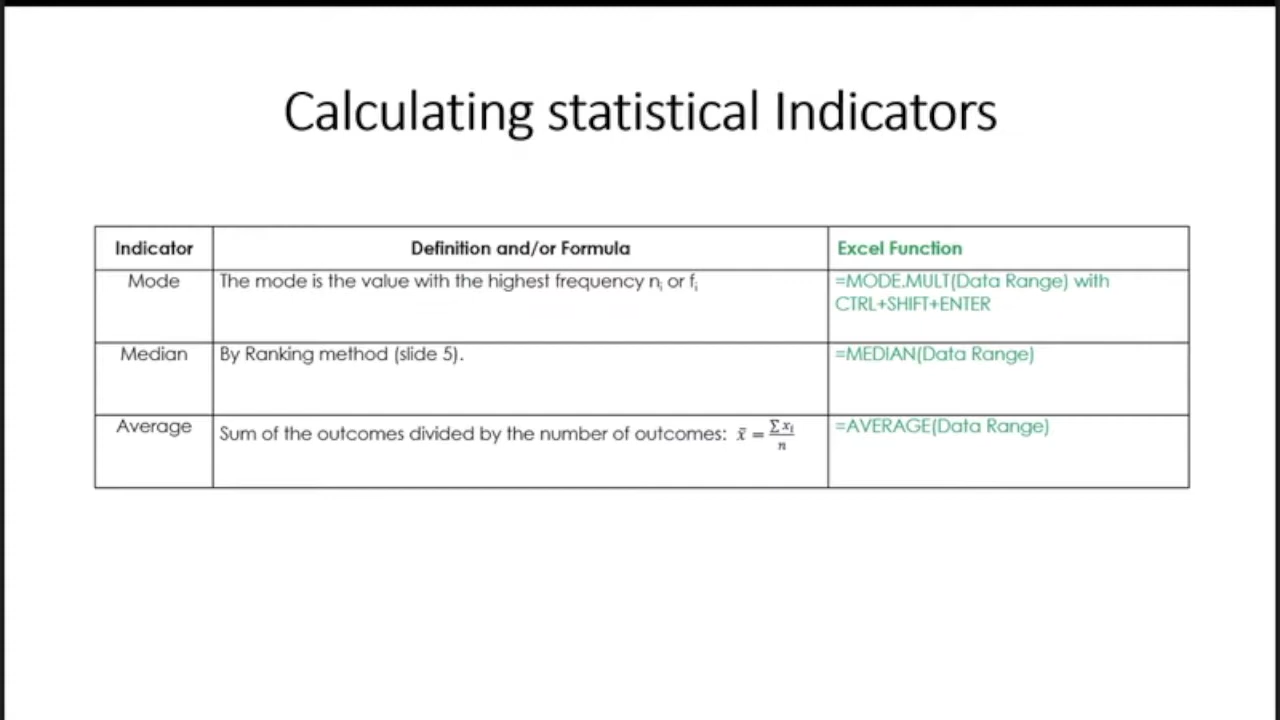 Calculating statistical Indicators
Indicator Definition and/or Formula Excel Function
Mode The mode is the value with the highest frequency nᵢ or fᵢ =MODE.MULT(Data Range) with
CTRL+SHIFT+ENTER
Median By Ranking method (slide 5). =MEDIAN(Data Range)
Average Sum of the outcomes divided by the number of outcomes: x̄ = ∑xᵢ/n =AVERAGE(Data Range)